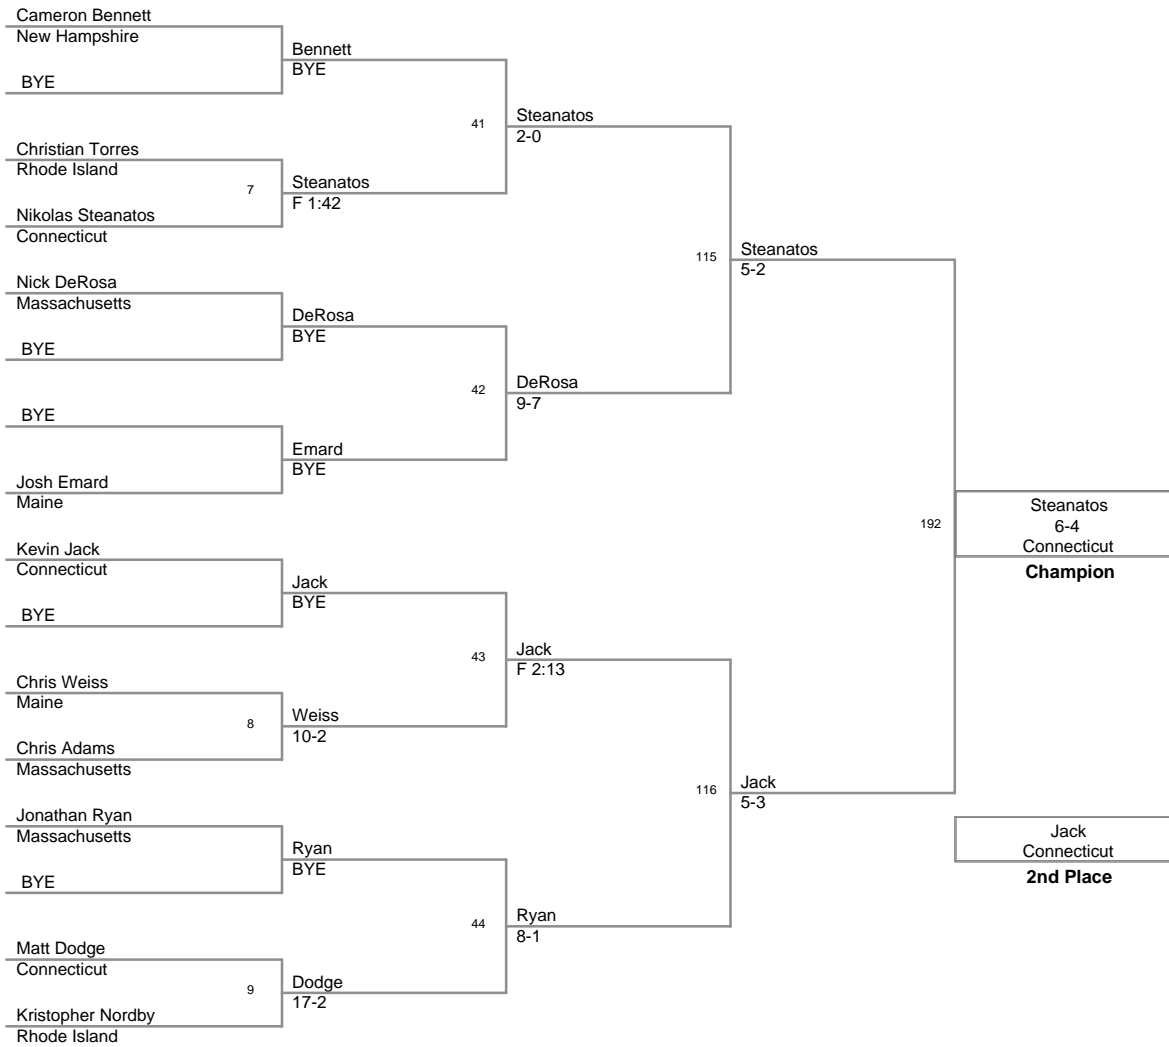 Cameron Bennett
New Hampshire
BYE
Christian Torres
Rhode Island
7
Nikolas Steanatos
Connecticut
Nick DeRosa
Massachusetts
BYE
BYE
Josh Emard
Maine
Kevin Jack
Connecticut
BYE
Chris Weiss
Maine
8
Chris Adams
Massachusetts
Jonathan Ryan
Massachusetts
BYE
Matt Dodge
Connecticut
9
Kristopher Nordby
Rhode Island
Bennett
BYE
41
Steanatos
F 1:42
DeRosa
BYE
42
Emard
BYE
Jack
BYE
43
Weiss
10-2
Ryan
BYE
44
Dodge
17-2
Steanatos
2-0
115
DeRosa
9-7
Jack
F 2:13
116
Ryan
8-1
Steanatos
5-2
192
Jack
5-3
Steanatos
6-4
Connecticut
Champion
Jack
Connecticut
2nd Place